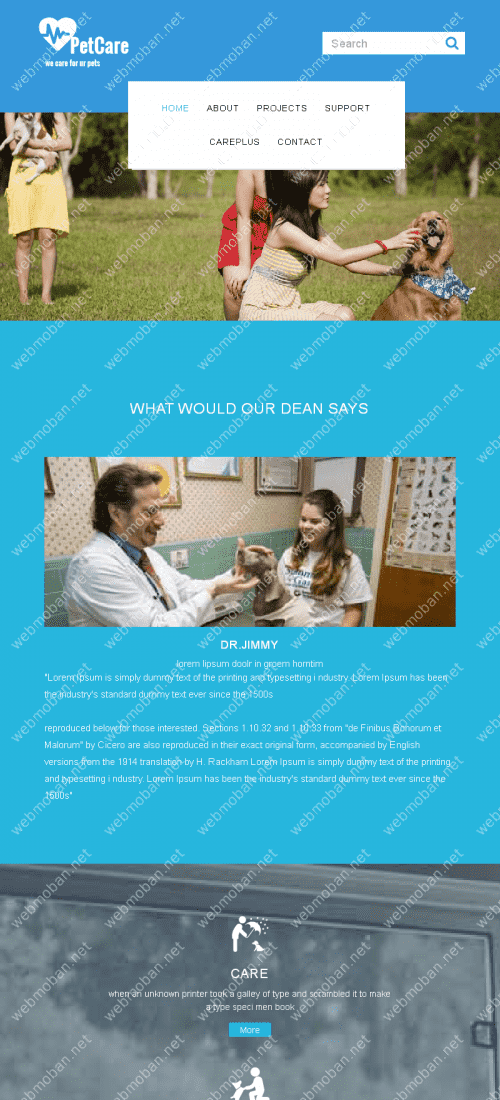 PetCare
we care for ur pets
Search
HOME ABOUT PROJECTS SUPPORT
CAREPLUS CONTACT
WHAT WOULD OUR DEAN SAYS
DR.JIMMY
lorem Iipsum doolr in groem homtim
"Lorem Ipsum is simply dummy text of the printing and typesetting i ndustry. Lorem Ipsum has been
the industry's standard dummy text ever since the 1500s
reproduced below for those interested. Sections 1.10.32 and 1.10.33 from "de Finibus Bonorum et
Malorum" by Cicero are also reproduced in their exact original form, accompanied by English
versions from the 1914 translation by H. Rackham Lorem Ipsum is simply dummy text of the printing
and typesetting i ndustry. Lorem Ipsum has been the industry's standard dummy text ever since the
1500s"
CARE
when an unknown printer took a galley of type and scrambled it to make
a type speci men book
More
webmoban.net